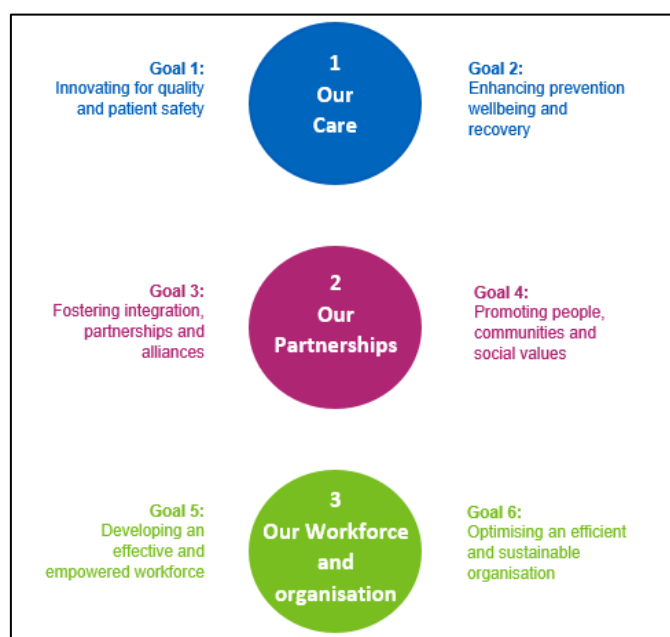 Goal 1:
Innovating for quality
and patient safety
1
Our
Care
Goal 2:
Enhancing prevention
wellbeing and
recovery
Goal 3:
Fostering integration,
partnerships and
alliances
2
Our
Partnerships
Goal 4:
Promoting people,
communities and
social values
Goal 5:
Developing an
effective and
empowered workforce
3
Our Workforce
and
organisation
Goal 6:
Optimising an efficient
and sustainable
organisation